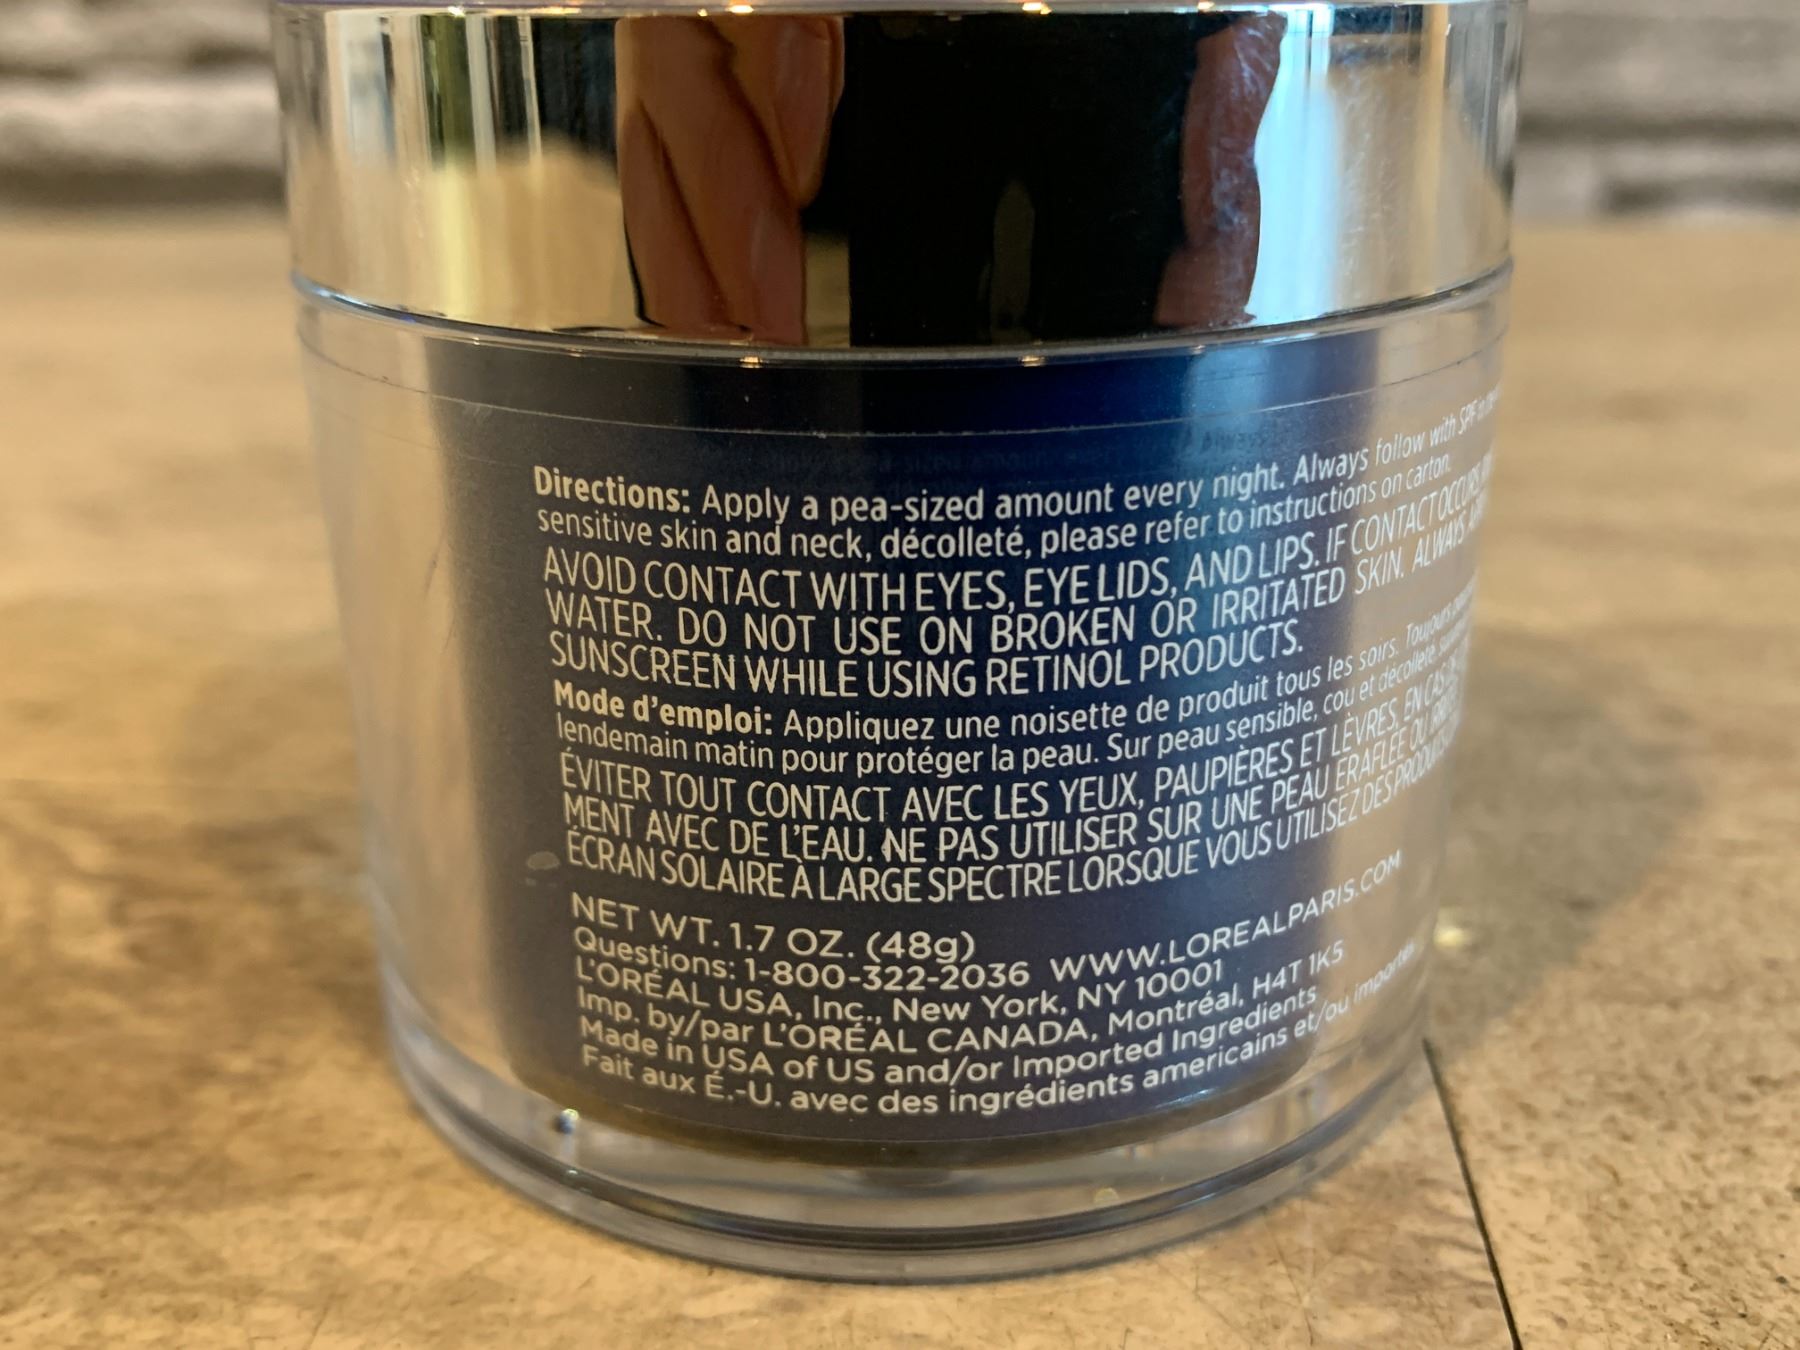 Directions: Apply a pea-sized amount every night. Always follow with SPF in the
sensitive skin and neck, décolleté, please refer to instructions on carton.
AVOID CONTACT WITH EYES, EYE LIDS, AND LIPS. IF CONTACT OCCURS
WATER. DO NOT USE ON BROKEN OR IRRITATED SKIN. ALWAYS
SUNSCREEN WHILE USING RETINOL PRODUCTS.
Mode d'emploi: Appliquez une noisette de produit tous les soirs. Toujours
lendemain matin pour protéger la peau. Sur peau sensible, cou et décolleté
ÉVITER TOUT CONTACT AVEC LES YEUX, PAUPIÈRES ET LÈVRES. EN CAS DE
MENT AVEC DE L'EAU. NE PAS UTILISER SUR UNE PEAU ERAFLÉE OU
ÉCRAN SOLAIRE À LARGE SPECTRE LORSQUE VOUS UTILISEZ DES
NET WT. 1.7 OZ. (48g)
Questions: 1-800-322-2036 WWW.LOREALPARIS.COM
L'ORÉAL USA, Inc., New York, NY 10001
Imp. by/par L'ORÉAL CANADA, Montréal, H4T 1K5
Made in USA of US and/or Imported Ingredients
Fait aux É.-U. avec des ingrédients americains et/ou